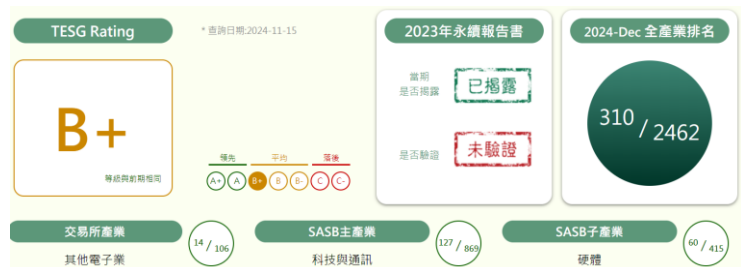 TESG Rating
* 查詢日期:2024-11-15
B+
等級與前期相同
領先 平均 落後
A+ A B+ B B- C C-
2023年永續報告書
當期
是否揭露
已揭露
是否驗證
未驗證
2024-Dec 全產業排名
310 / 2462
交易所產業
其他電子業
14 / 106
SASB主產業
科技與通訊
127 / 869
SASB子產業
硬體
60 / 415